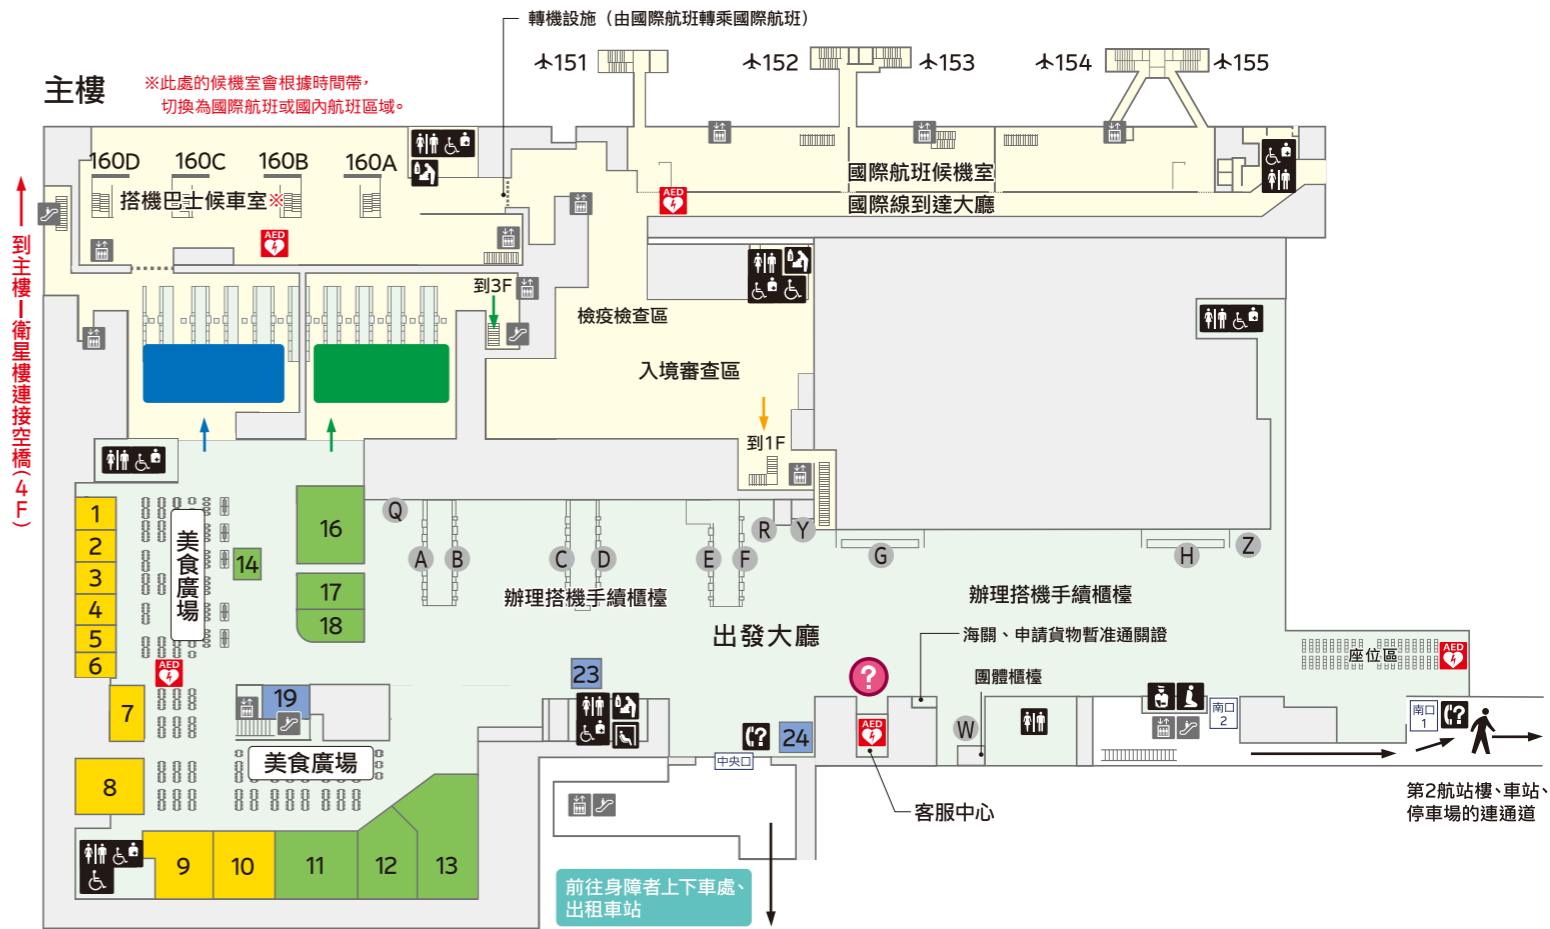 轉機設施（由國際航班轉乘國際航班）
主樓
※此處的候機室會根據時間帶，
切換為國際航班或國內航班區域。
151
152
153
154
155
160D
160C
160B
160A
搭機巴士候車室※
AED
AED
國際航班候機室
國際線到達大廳
到主樓－衛星樓連接空橋（4F）
到3F
檢疫檢查區
入境審查區
到1F
1
2
3
4
5
6
7
8
9
10
11
12
13
14
16
17
18
19
23
24
美食廣場
美食廣場
AED
Q
A
B
C
D
E
F
R
Y
G
H
Z
W
辦理搭機手續櫃檯
辦理搭機手續櫃檯
出發大廳
海關、申請貨物暫准通關證
團體櫃檯
座位區
AED
?
AED
?
中央口
南口
2
南口
1
?
客服中心
第2航站樓、車站、
停車場的連通道
前往身障者上下車處、
出租車站